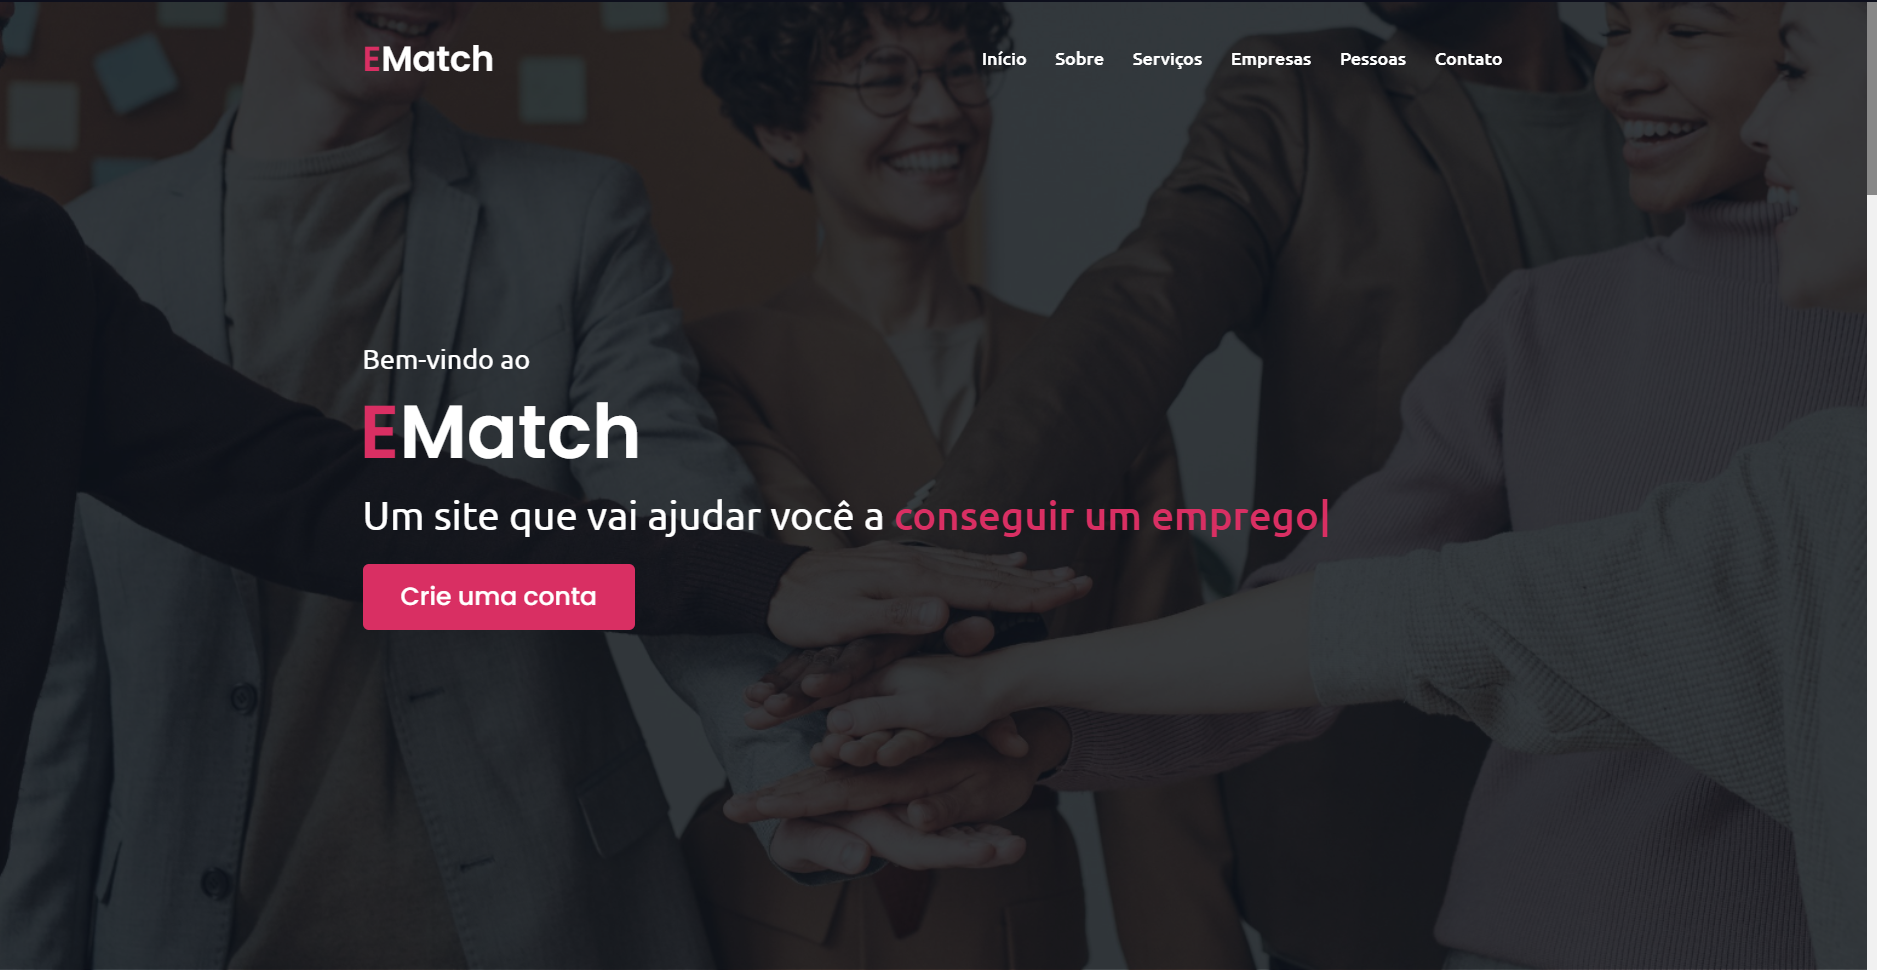 EMatch
Início Sobre Serviços Empresas Pessoas Contato
Bem-vindo ao
EMatch
Um site que vai ajudar você a conseguir um emprego|
Crie uma conta